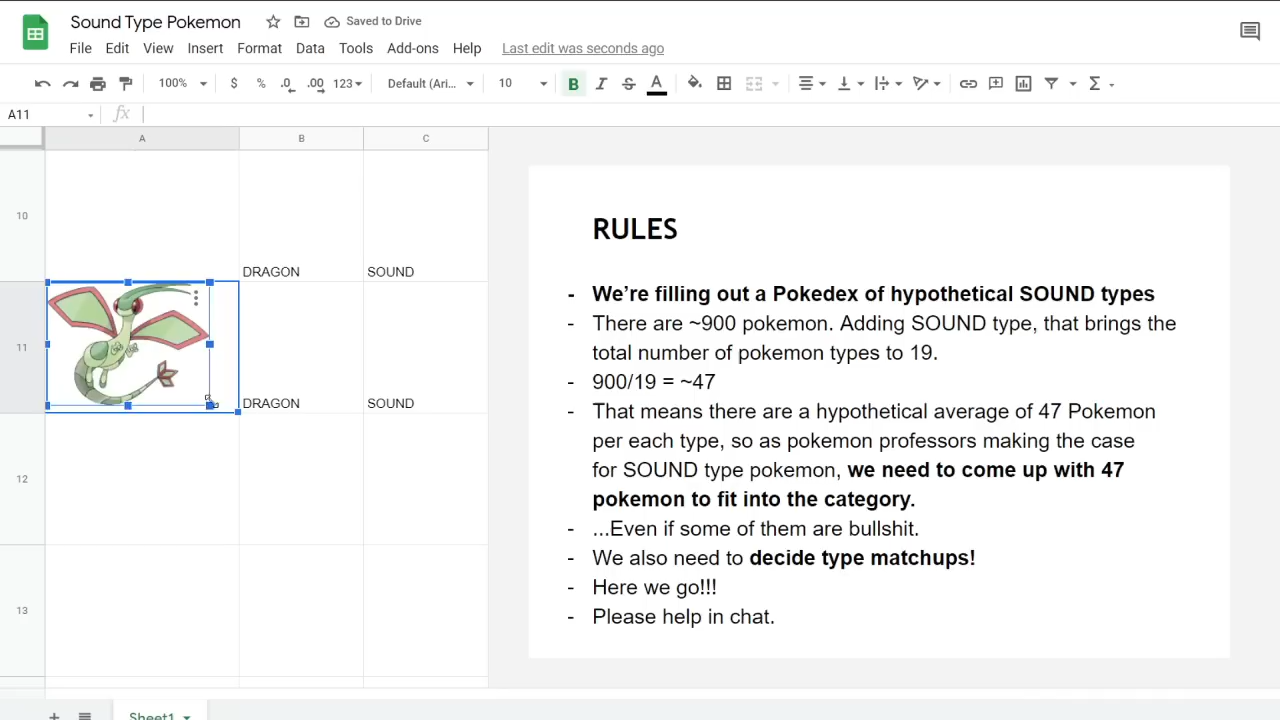 Sound Type Pokemon
Saved to Drive
File Edit View Insert Format Data Tools Add-ons Help Last edit was seconds ago
100% $ % .0 .00 123 Default (Ari... 10 B I S A Σ
A11 fx
A B C
10 DRAGON SOUND
11 DRAGON SOUND
12
13
RULES
- We’re filling out a Pokedex of hypothetical SOUND types
- There are ~900 pokemon. Adding SOUND type, that brings the
total number of pokemon types to 19.
- 900/19 = ~47
- That means there are a hypothetical average of 47 Pokemon
per each type, so as pokemon professors making the case
for SOUND type pokemon, we need to come up with 47
pokemon to fit into the category.
- ...Even if some of them are bullshit.
- We also need to decide type matchups!
- Here we go!!!
- Please help in chat.
+ Sheet1